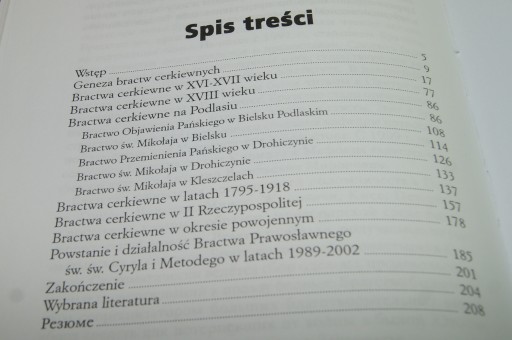 Spis treści
Wstęp 5
Geneza bractw cerkiewnych 9
Bractwa cerkiewne w XVI-XVII wieku 17
Bractwa cerkiewne w XVIII wieku 77
Bractwa cerkiewne na Podlasiu 86
Bractwo Objawienia Pańskiego w Bielsku Podlaskim 86
Bractwo św. Mikołaja w Bielsku 108
Bractwo Przemienienia Pańskiego w Drohiczynie 114
Bractwo św. Mikołaja w Drohiczynie 126
Bractwo św. Mikołaja w Kleszczelach 133
Bractwa cerkiewne w latach 1795-1918 137
Bractwa cerkiewne w II Rzeczypospolitej 157
Bractwa cerkiewne w okresie powojennym 178
Powstanie i działalność Bractwa Prawosławnego
św. św. Cyryla i Metodego w latach 1989-2002 185
Zakończenie 201
Wybrana literatura 204
Резюме 208